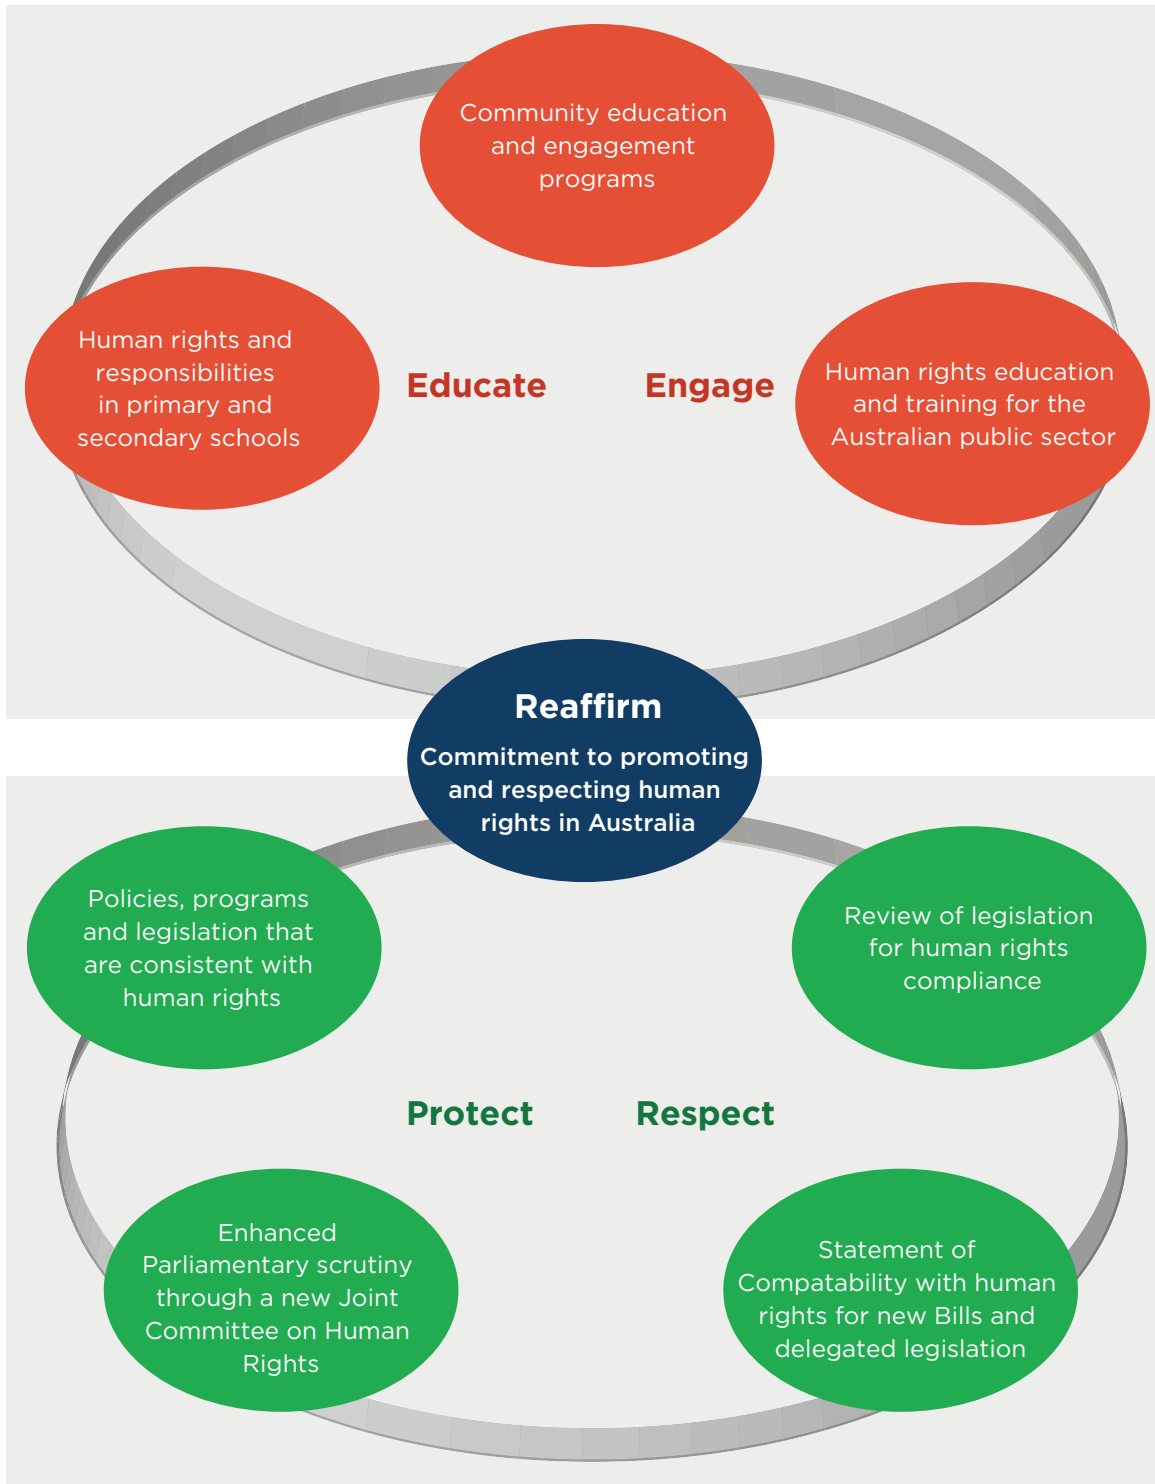 Community education
and engagement
programs
Human rights and
responsibilities
in primary and
secondary schools
Educate
Engage
Human rights education
and training for the
Australian public sector
Reaffirm
Commitment to promoting
and respecting human
rights in Australia
Policies, programs
and legislation that
are consistent with
human rights
Review of legislation
for human rights
compliance
Protect
Respect
Enhanced
Parliamentary scrutiny
through a new Joint
Committee on Human
Rights
Statement of
Compatability with human
rights for new Bills and
delegated legislation